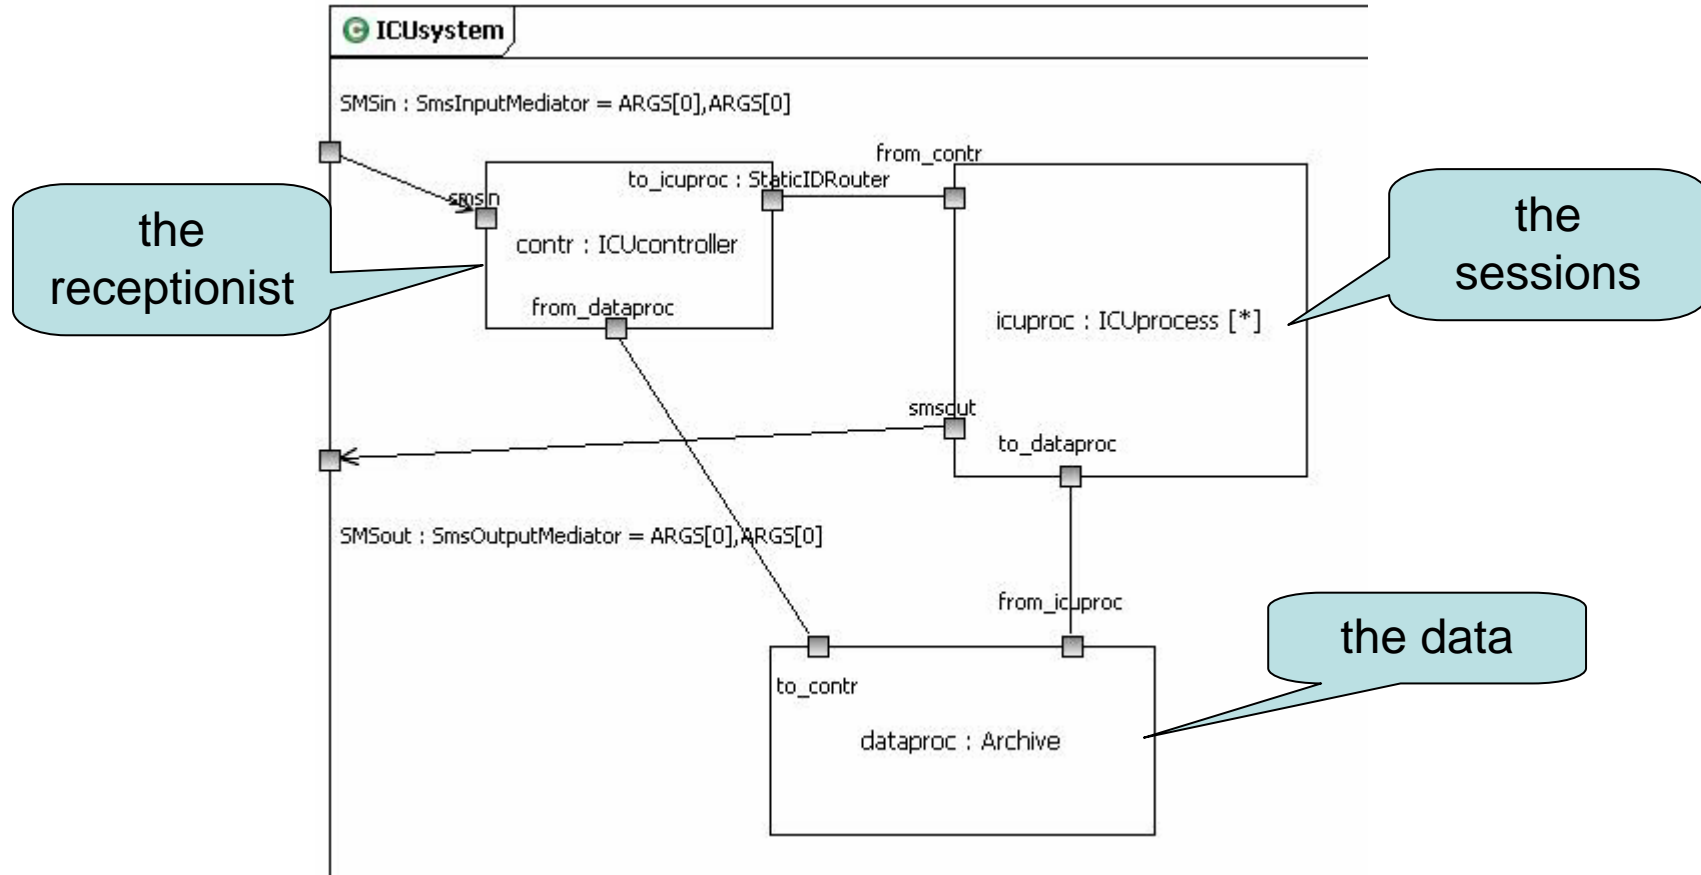 C ICUsystem
SMSin : SmsInputMediator = ARGS[0],ARGS[0]
from_contr
to_icuproc : StaticIDRouter
smsin
the
receptionist
contr : ICUcontroller
the
sessions
from_dataproc
icuproc : ICUprocess [*]
smsout
to_dataproc
SMSout : SmsOutputMediator = ARGS[0],ARGS[0]
from_icuproc
the data
to_contr
dataproc : Archive